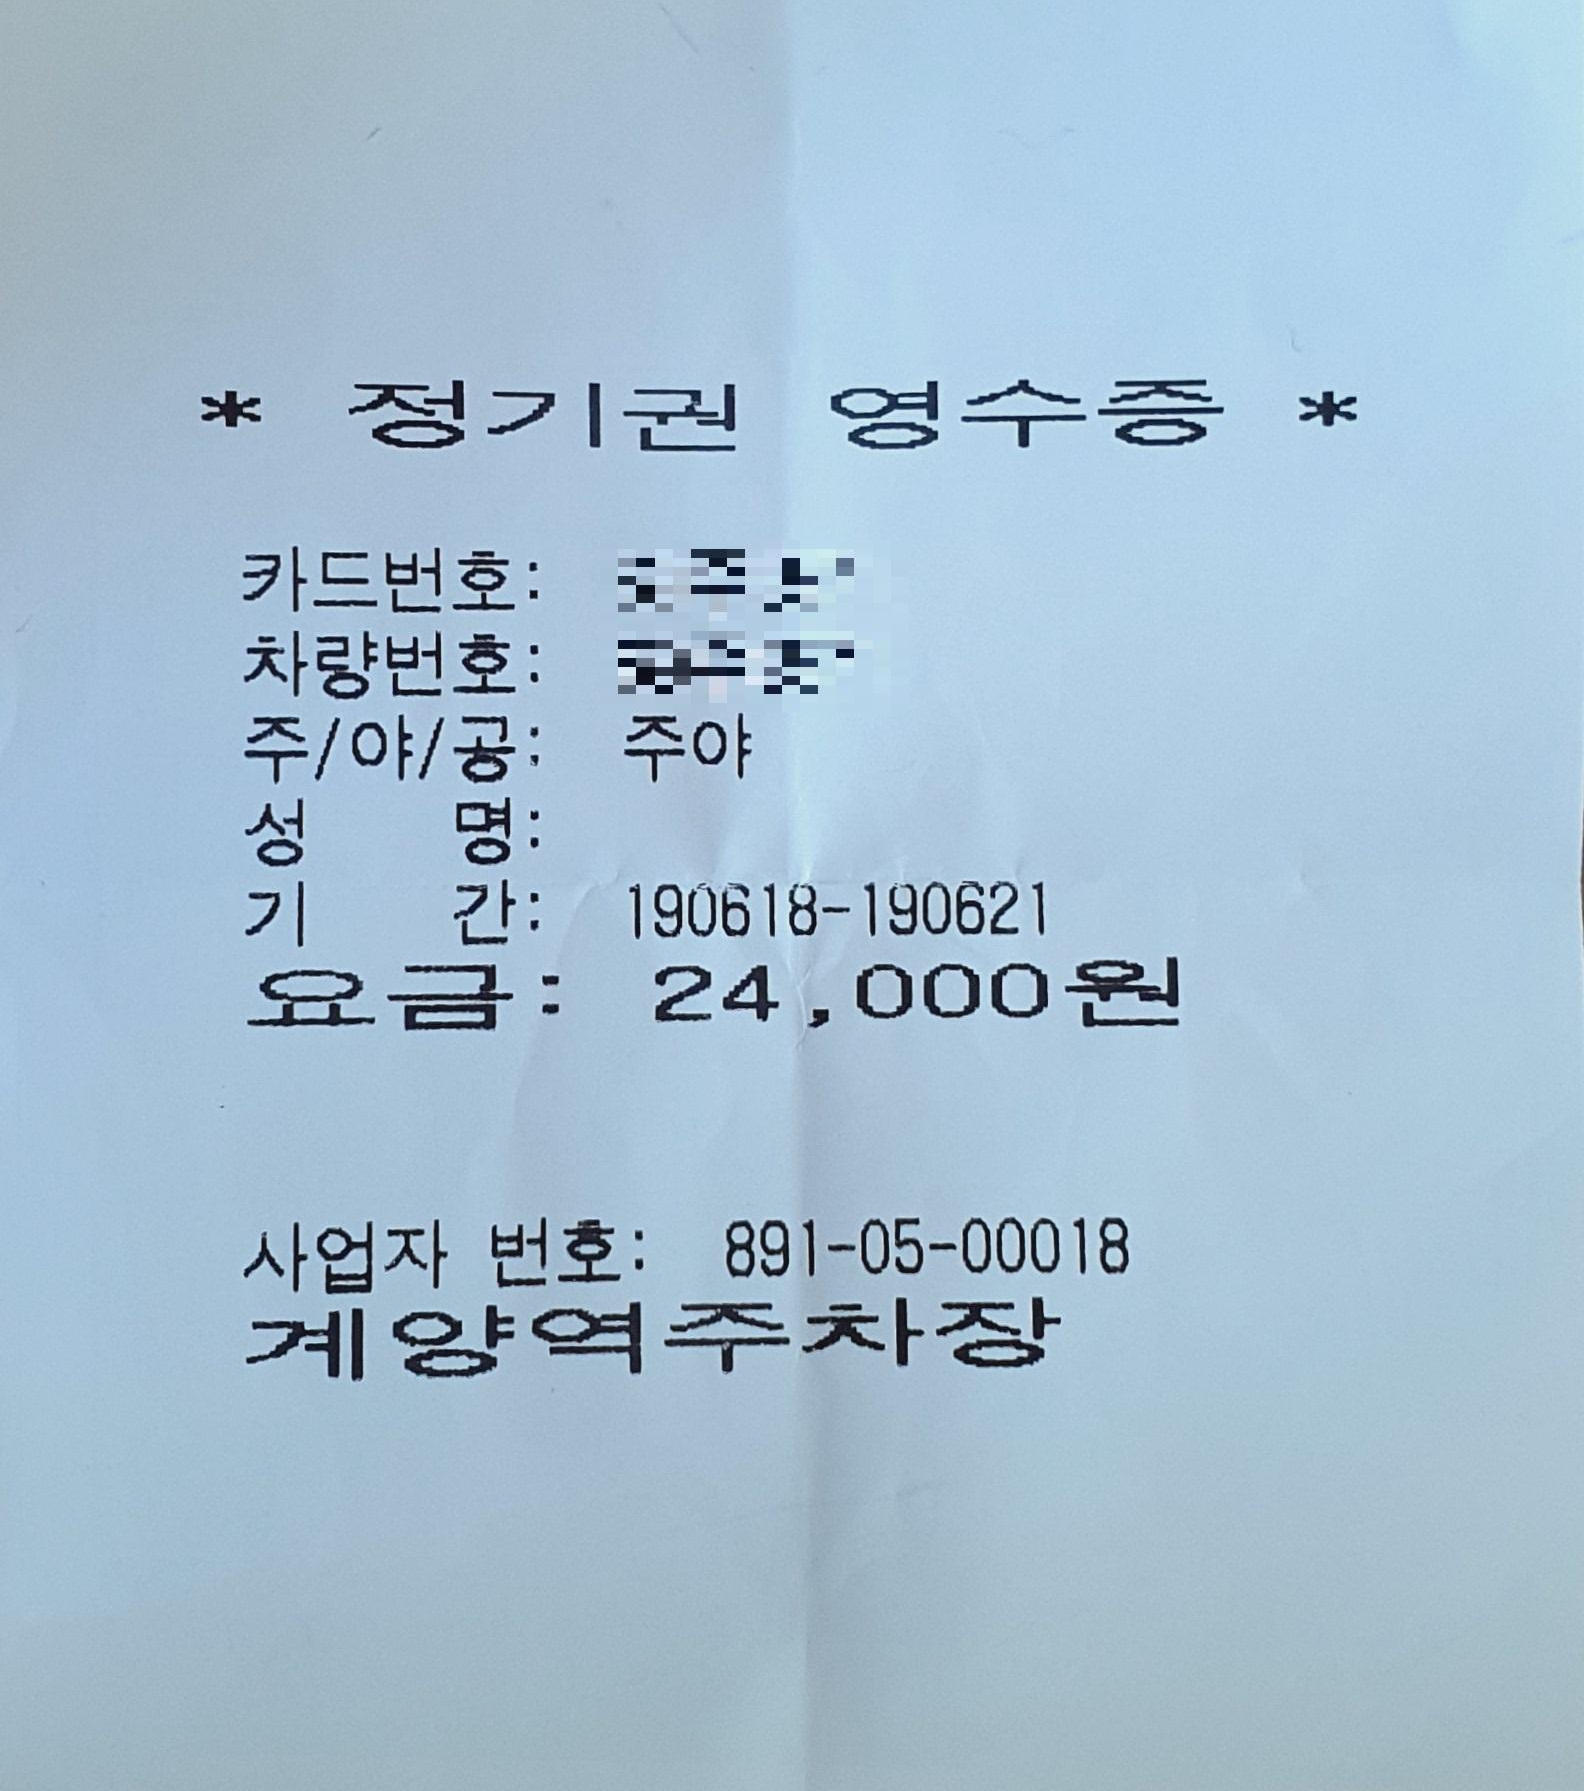 * 정기권 영수증 *
카드번호:
차량번호:
주/야/공: 주야
성 명:
기 간: 190618-190621
요금: 24,000원
사업자 번호: 891-05-00018
계양역주차장